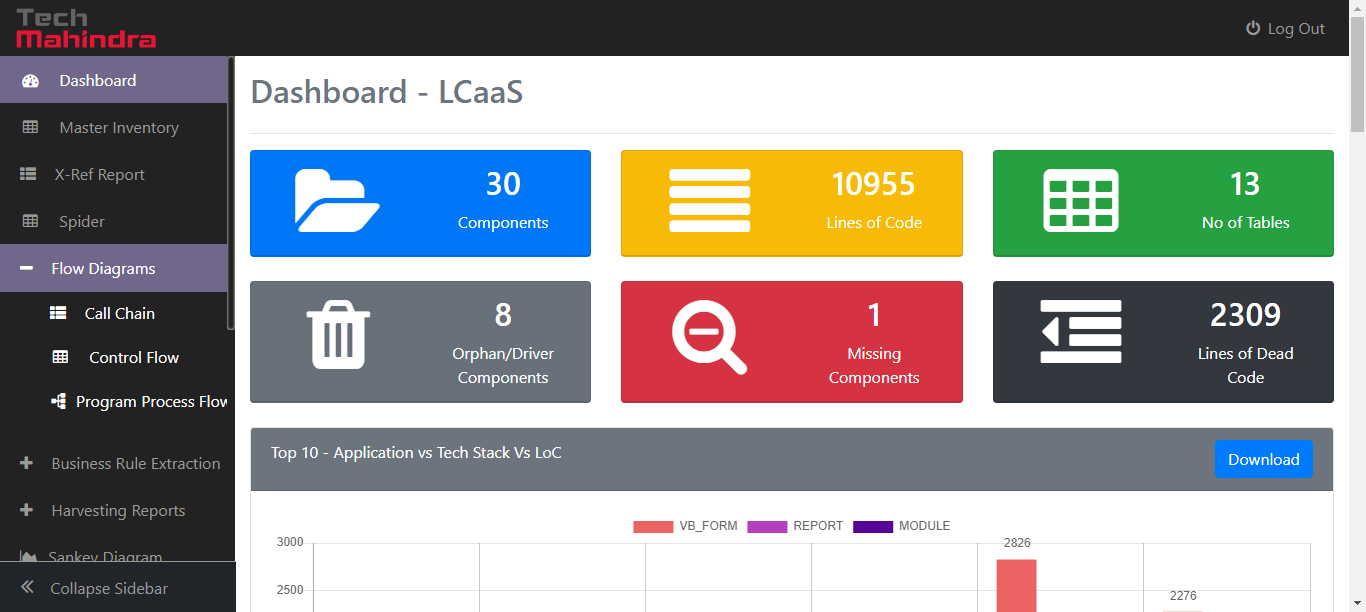 Tech
Mahindra
Log Out
Dashboard
Master Inventory
X-Ref Report
Spider
Flow Diagrams
Call Chain
Control Flow
Program Process Flow
Business Rule Extraction
Harvesting Reports
Sankey Diagram
Collapse Sidebar
Dashboard - LCaaS
30
Components
10955
Lines of Code
13
No of Tables
8
Orphan/Driver
Components
1
Missing
Components
2309
Lines of Dead
Code
Top 10 - Application vs Tech Stack Vs LoC
Download
VB_FORM REPORT MODULE
3000
2826
2500
2276